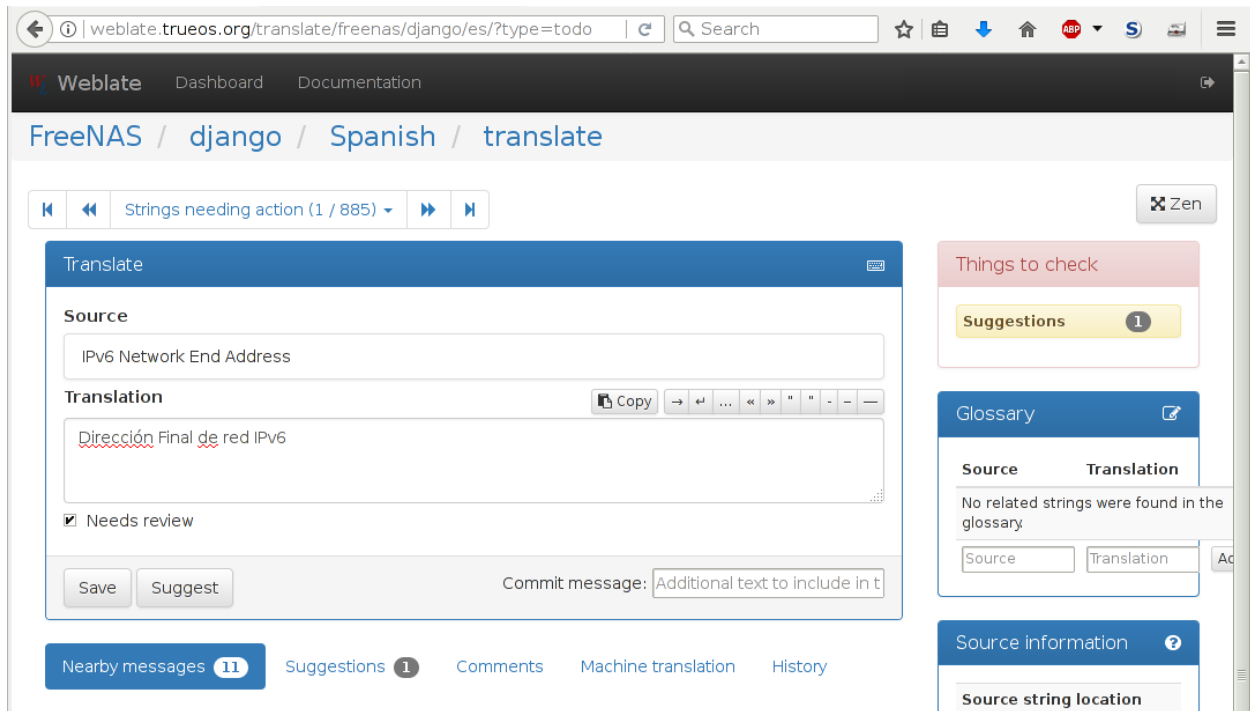 weblate.trueos.org/translate/freenas/django/es/?type=todo
Search
ABP
S
Weblate Dashboard Documentation
FreeNAS / django / Spanish / translate
Strings needing action (1 / 885)
Zen
Translate
Source
IPv6 Network End Address
Translation
Copy → ↵ … « » " " - – —
Dirección Final de red IPv6
Needs review
Save Suggest
Commit message: Additional text to include in t
Nearby messages 11 Suggestions 1 Comments Machine translation History
Things to check
Suggestions 1
Glossary
Source Translation
No related strings were found in the
glossary.
Source Translation Ad
Source information
Source string location